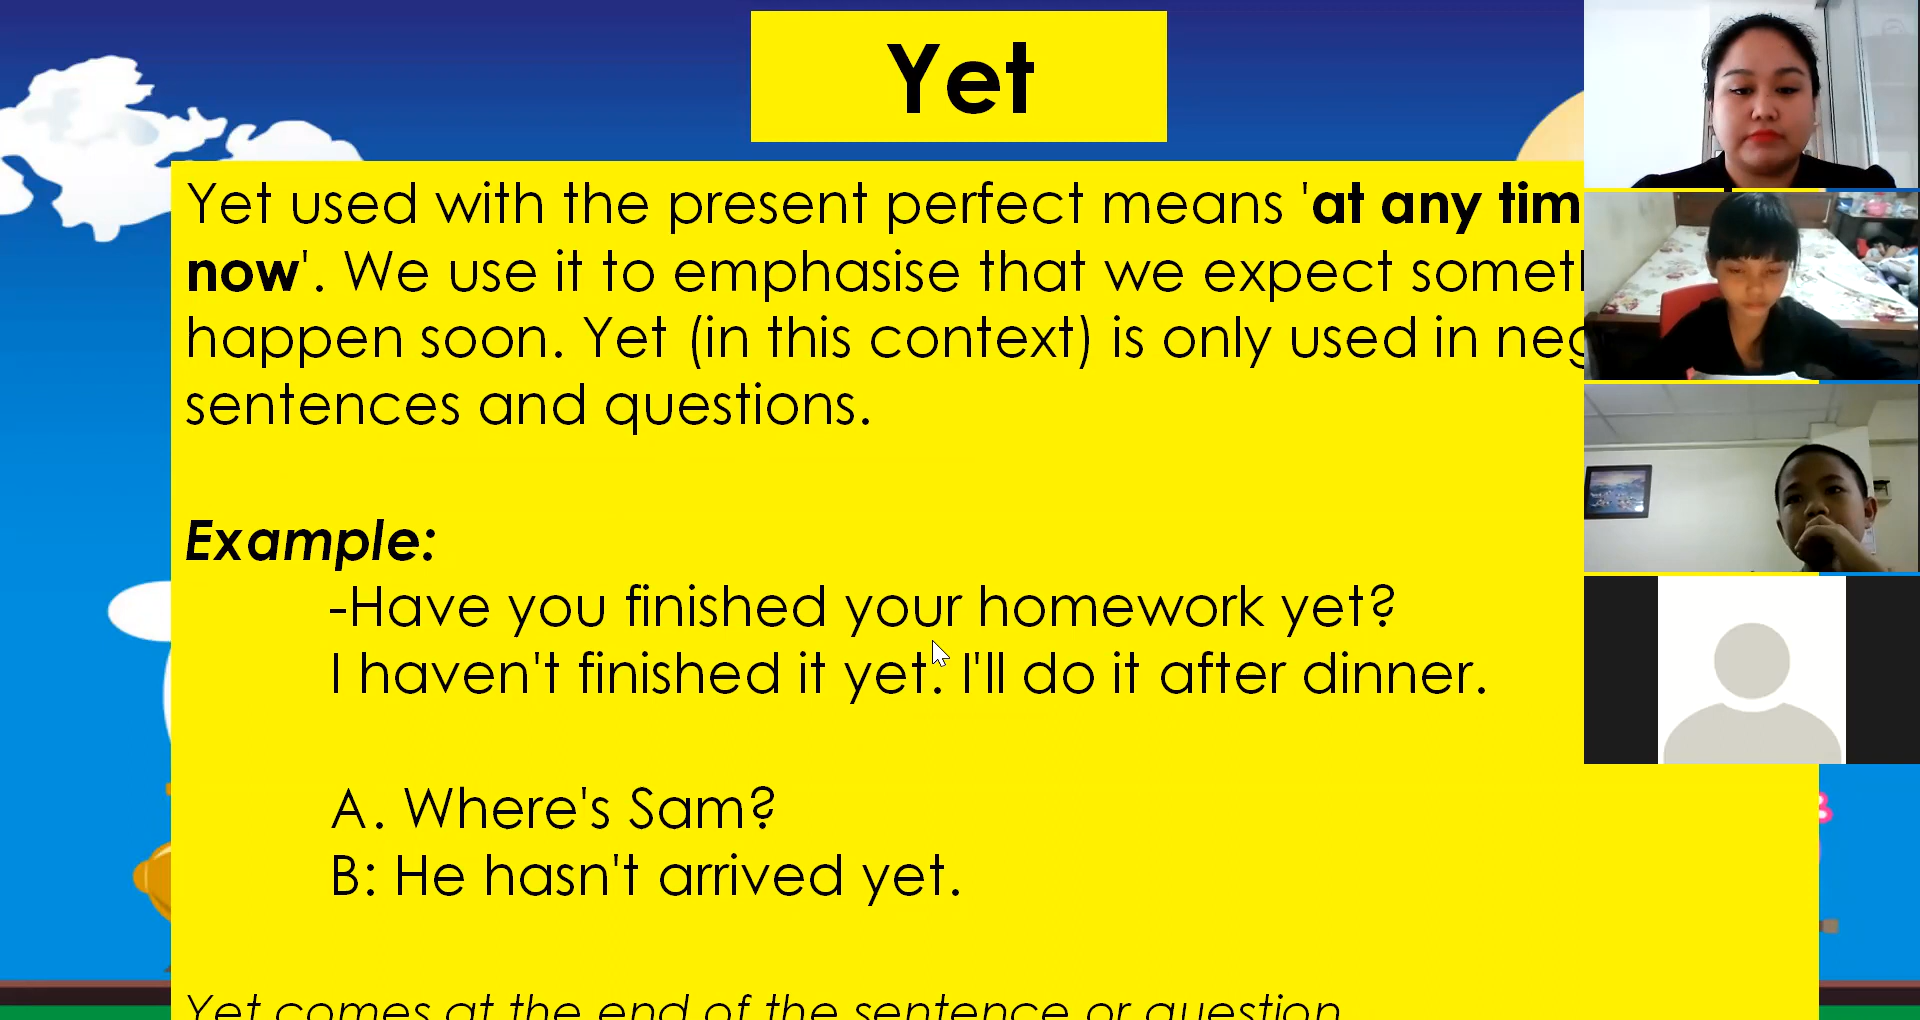 Yet
Yet used with the present perfect means 'at any tim
now'. We use it to emphasise that we expect someth
happen soon. Yet (in this context) is only used in neg
sentences and questions.
Example:
-Have you finished your homework yet?
I haven't finished it yet. I'll do it after dinner.
A. Where's Sam?
B: He hasn't arrived yet.
Yet comes at the end of the sentence or question